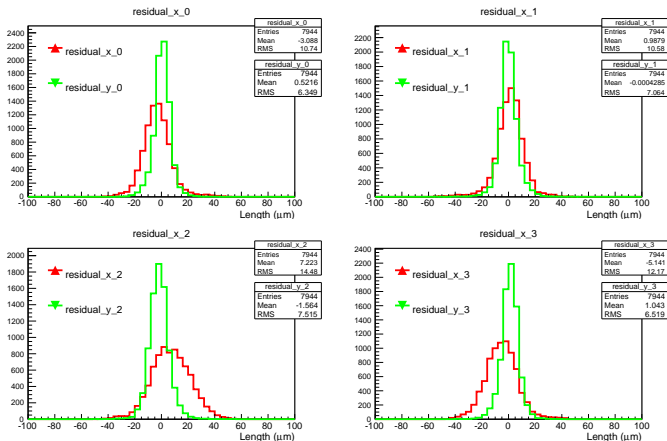 residual_x_0
residual_x_0
Entries 7944
Mean -3.088
RMS 10.74
residual_y_0
Entries 7944
Mean 0.5216
RMS 6.349
residual_x_0
residual_y_0
2400
2200
2000
1800
1600
1400
1200
1000
800
600
400
200
0
-100 -80 -60 -40 -20 0 20 40 60 80 100
Length (μm)
residual_x_1
residual_x_1
Entries 7944
Mean 0.9879
RMS 10.58
residual_y_1
Entries 7944
Mean -0.0004285
RMS 7.064
residual_x_1
residual_y_1
2200
2000
1800
1600
1400
1200
1000
800
600
400
200
-100 -80 -60 -40 -20 0 20 40 60 80 100
Length (μm)
residual_x_2
residual_x_2
Entries 7944
Mean 7.223
RMS 14.48
residual_y_2
Entries 7944
Mean -1.564
RMS 7.515
residual_x_2
residual_y_2
2000
1800
1600
1400
1200
1000
800
600
400
200
0
-100 -80 -60 -40 -20 0 20 40 60 80 100
Length (μm)
residual_x_3
residual_x_3
Entries 7944
Mean -5.141
RMS 12.17
residual_y_3
Entries 7944
Mean 1.043
RMS 6.519
residual_x_3
residual_y_3
2400
2200
2000
1800
1600
1400
1200
1000
800
600
400
200
0
-100 -80 -60 -40 -20 0 20 40 60 80 100
Length (μm)